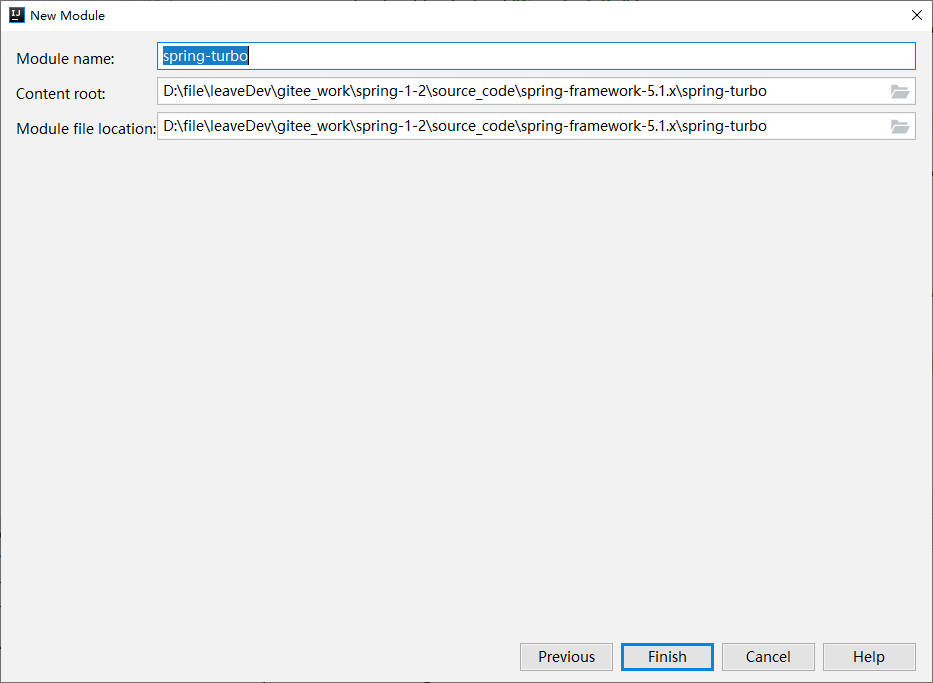 New Module
Module name: spring-turbo
Content root: D:\file\leaveDev\gitee_work\spring-1-2\source_code\spring-framework-5.1.x\spring-turbo
Module file location: D:\file\leaveDev\gitee_work\spring-1-2\source_code\spring-framework-5.1.x\spring-turbo
Previous Finish Cancel Help